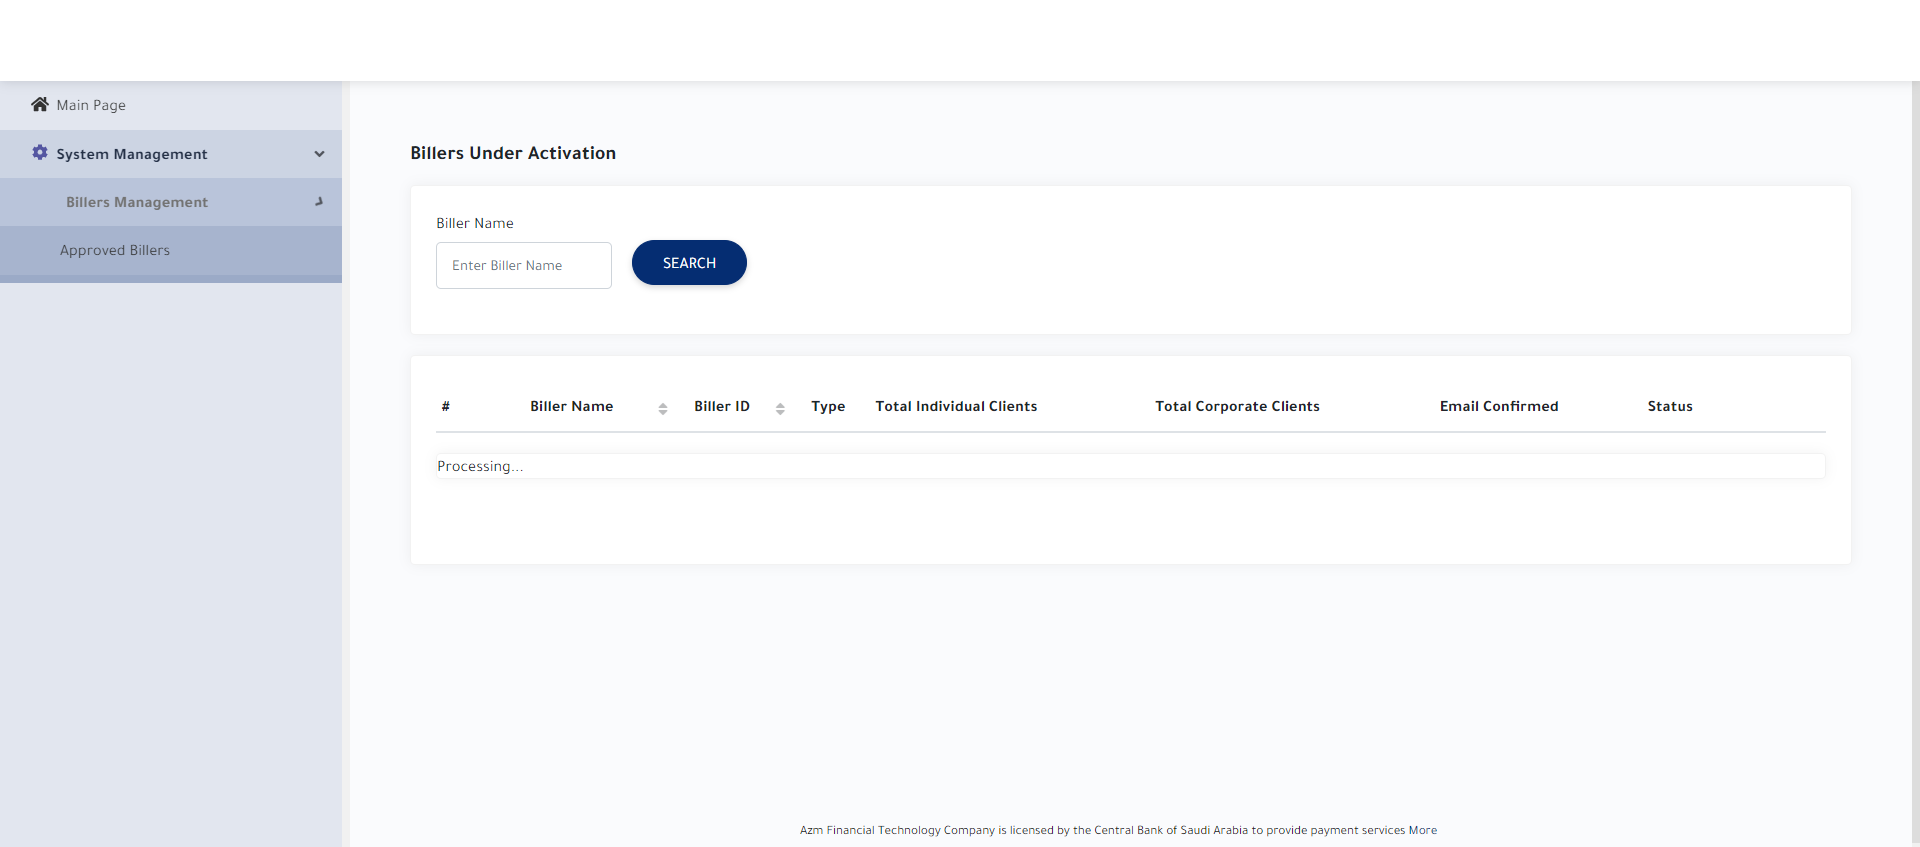 Main Page
System Management
Billers Management
Approved Billers
Billers Under Activation
Biller Name
Enter Biller Name
SEARCH
# Biller Name Biller ID Type Total Individual Clients Total Corporate Clients Email Confirmed Status
Processing...
Azm Financial Technology Company is licensed by the Central Bank of Saudi Arabia to provide payment services More